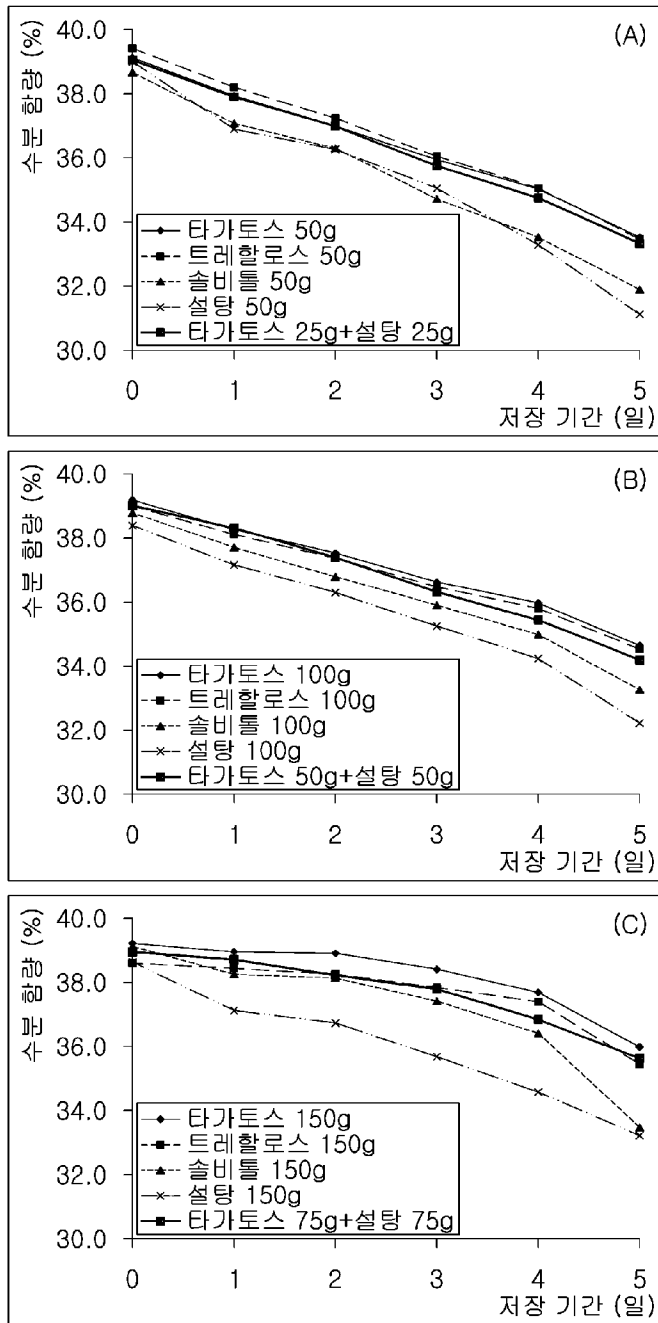 (A)
수분 함량 (%)
40.0
38.0
36.0
34.0
32.0
30.0
타가토스 50g
트레할로스 50g
솔비톨 50g
설탕 50g
타가토스 25g+설탕 25g
0 1 2 3 4 5
저장 기간 (일)
(B)
수분 함량 (%)
40.0
38.0
36.0
34.0
32.0
30.0
타가토스 100g
트레할로스 100g
솔비톨 100g
설탕 100g
타가토스 50g+설탕 50g
0 1 2 3 4 5
저장 기간 (일)
(C)
수분 함량 (%)
40.0
38.0
36.0
34.0
32.0
30.0
타가토스 150g
트레할로스 150g
솔비톨 150g
설탕 150g
타가토스 75g+설탕 75g
0 1 2 3 4 5
저장 기간 (일)